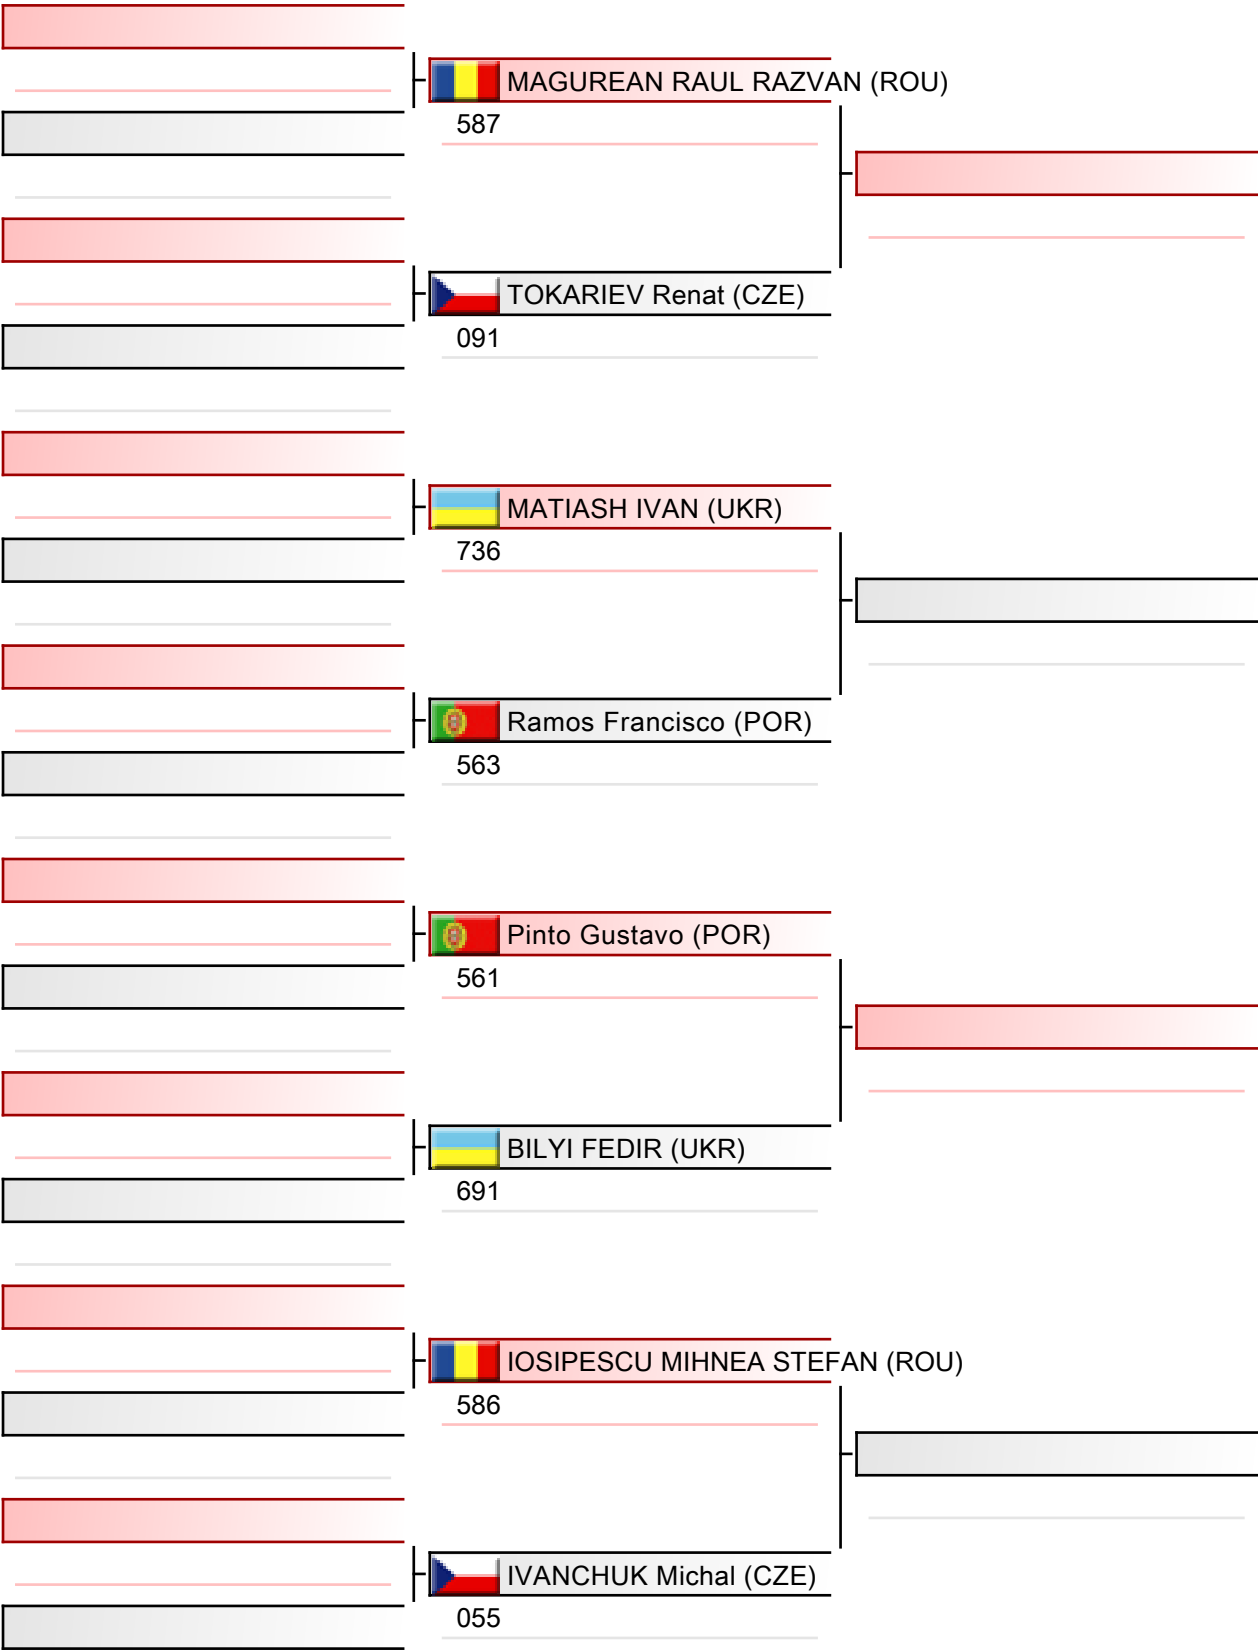 MAGUREAN RAUL RAZVAN (ROU)
587
TOKARIEV Renat (CZE)
091
MATIASH IVAN (UKR)
736
Ramos Francisco (POR)
563
Pinto Gustavo (POR)
561
BILYI FEDIR (UKR)
691
IOSIPESCU MIHNEA STEFAN (ROU)
586
IVANCHUK Michal (CZE)
055